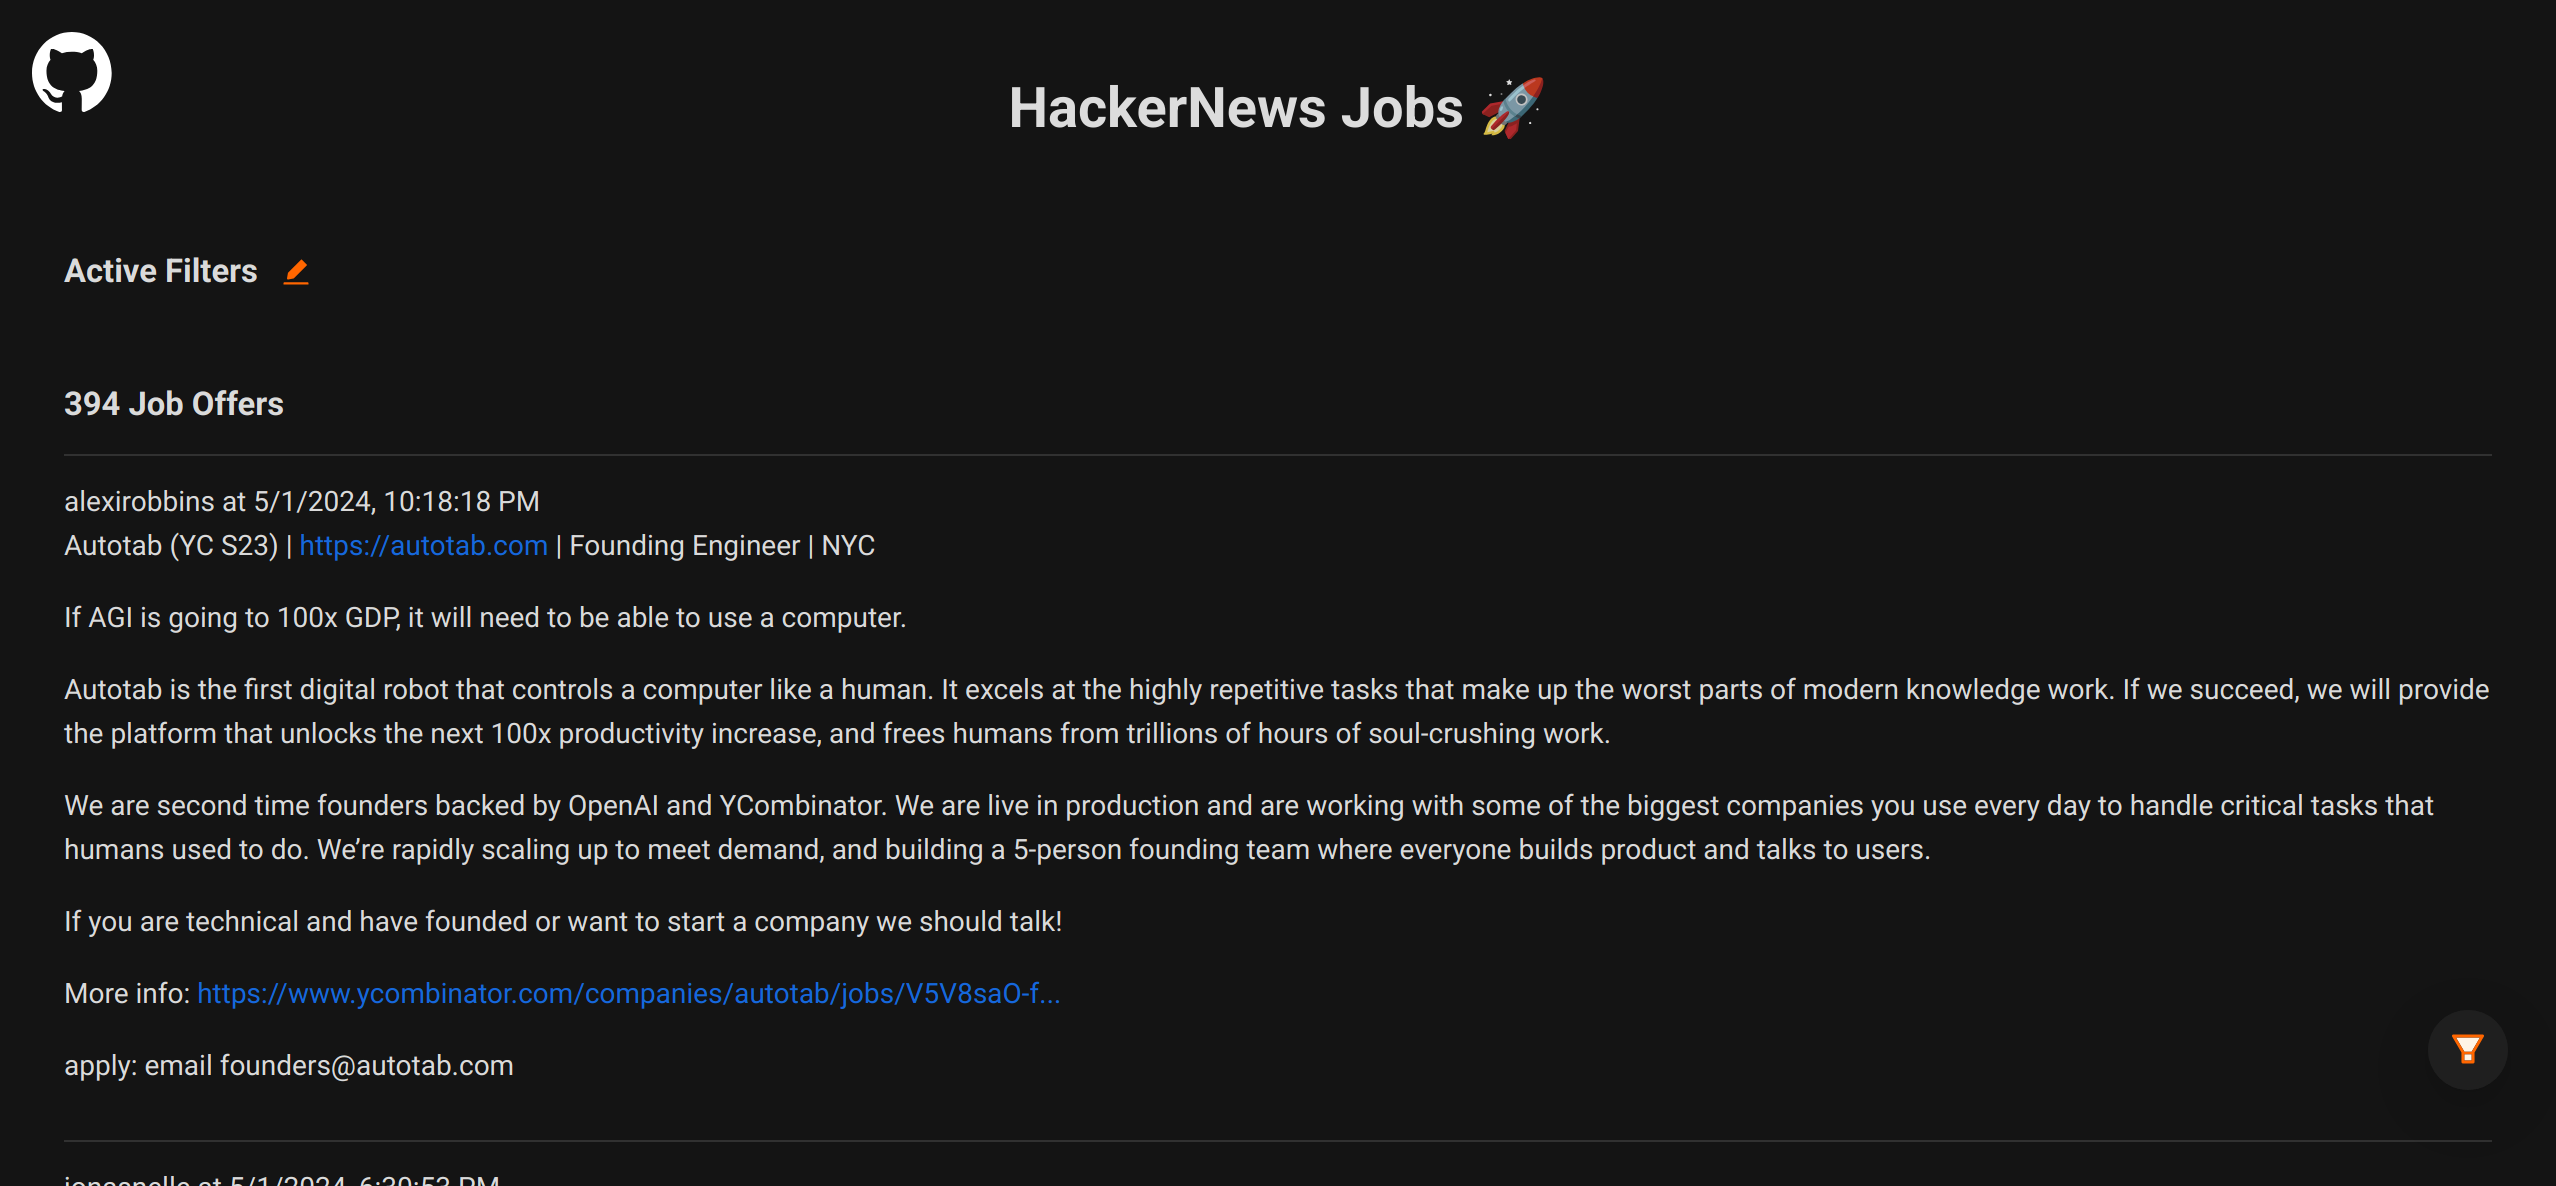 HackerNews Jobs 🚀
Active Filters
394 Job Offers
alexirobbins at 5/1/2024, 10:18:18 PM
Autotab (YC S23) | https://autotab.com | Founding Engineer | NYC
If AGI is going to 100x GDP, it will need to be able to use a computer.
Autotab is the first digital robot that controls a computer like a human. It excels at the highly repetitive tasks that make up the worst parts of modern knowledge work. If we succeed, we will provide
the platform that unlocks the next 100x productivity increase, and frees humans from trillions of hours of soul-crushing work.
We are second time founders backed by OpenAI and YCombinator. We are live in production and are working with some of the biggest companies you use every day to handle critical tasks that
humans used to do. We’re rapidly scaling up to meet demand, and building a 5-person founding team where everyone builds product and talks to users.
If you are technical and have founded or want to start a company we should talk!
More info: https://www.ycombinator.com/companies/autotab/jobs/V5V8saO-f...
apply: email founders@autotab.com
at 5/1/2024, 6:30:53 PM